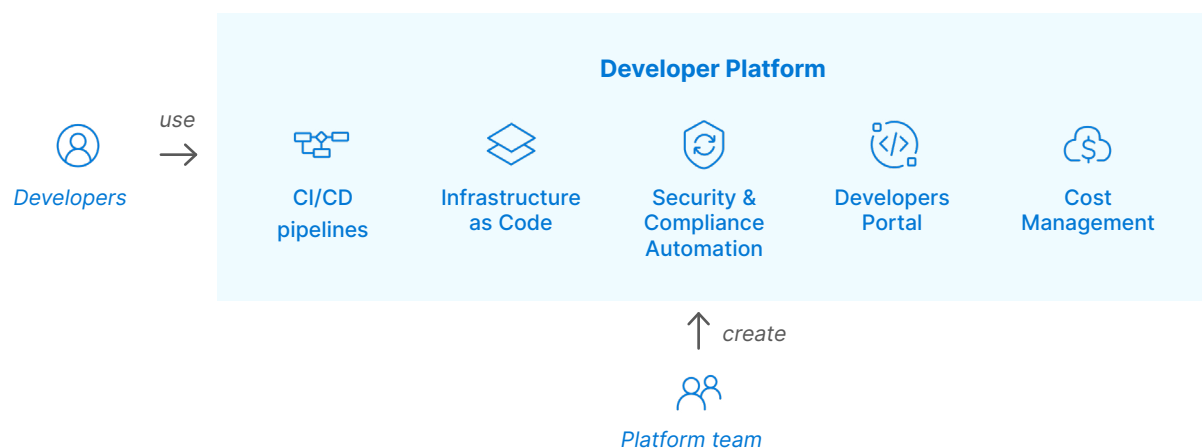 Developer Platform
use
Developers
CI/CD
pipelines
Infrastructure
as Code
Security &
Compliance
Automation
Developers
Portal
Cost
Management
create
Platform team